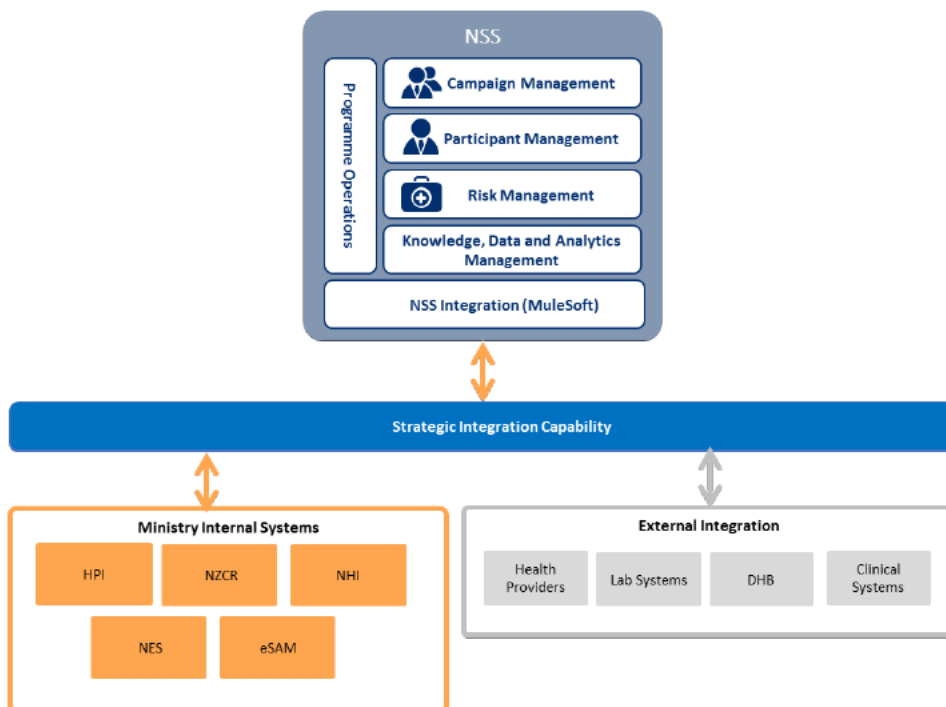 NSS
Programme Operations
Campaign Management
Participant Management
Risk Management
Knowledge, Data and Analytics
Management
NSS Integration (MuleSoft)
Strategic Integration Capability
Ministry Internal Systems
HPI
NZCR
NHI
NES
eSAM
External Integration
Health
Providers
Lab Systems
DHB
Clinical
Systems